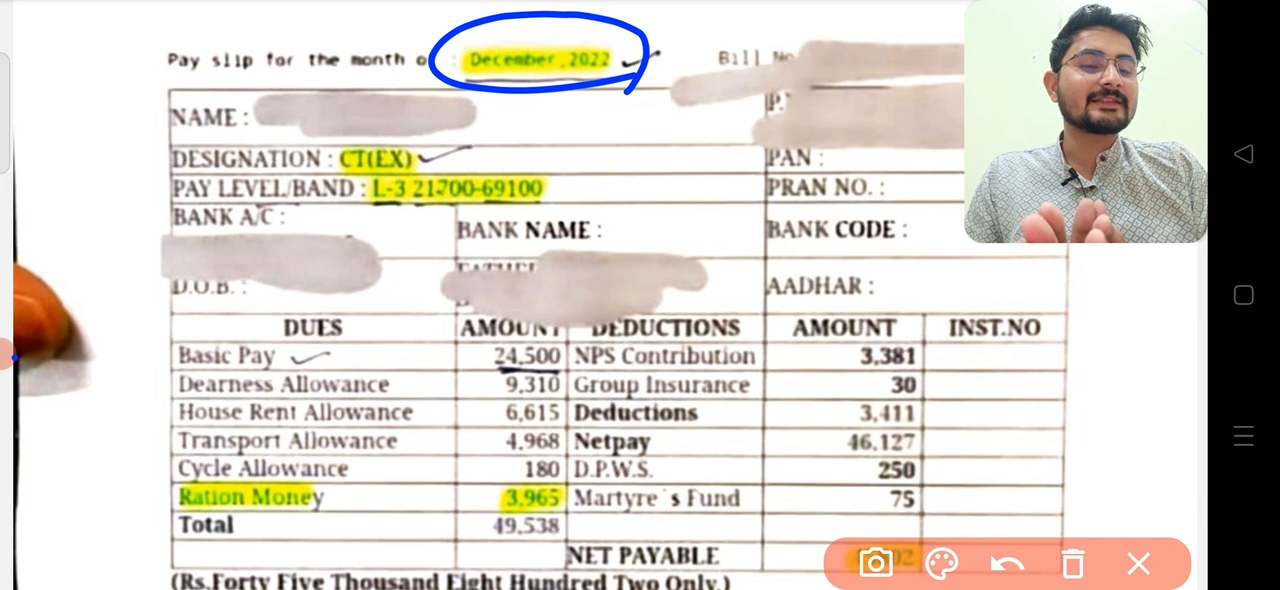 Pay slip for the month o : December, 2022
Bill No
NAME :
P.
DESIGNATION : CT(EX)
PAN :
PAY LEVEL/BAND : L-3 21700-69100
PRAN NO. :
BANK A/C :
BANK NAME :
BANK CODE :
D.O.B. :
AADHAR :
DUES AMOUNT DEDUCTIONS AMOUNT INST.NO
Basic Pay 24,500 NPS Contribution 3,381
Dearness Allowance 9,310 Group Insurance 30
House Rent Allowance 6,615 Deductions 3,411
Transport Allowance 4,968 Netpay 46,127
Cycle Allowance 180 D.P.W.S. 250
Ration Money 3,965 Martyre`s Fund 75
Total 49,538
NET PAYABLE
(Rs.Forty Five Thousand Eight Hundred Two Only.)